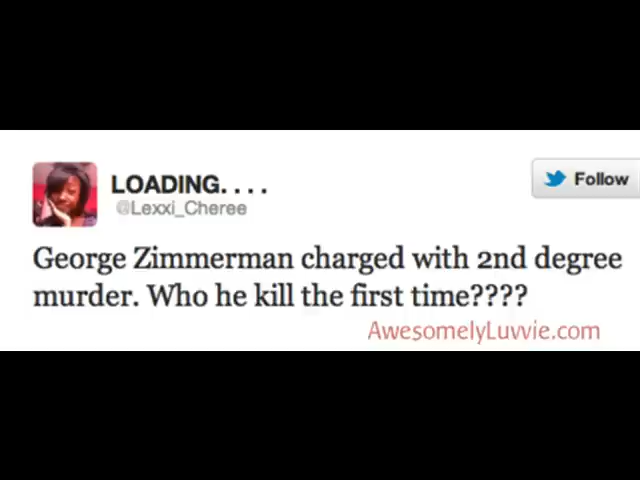 LOADING. . . .
Follow
@Lexxi_Cheree
George Zimmerman charged with 2nd degree
murder. Who he kill the first time????
AwesomelyLuvvie.com